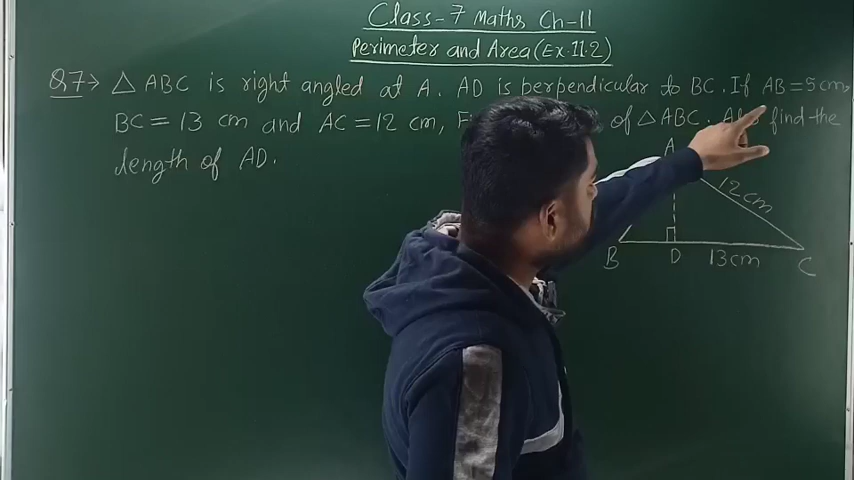 Class-7 Maths Ch-11
Perimeter and Area (Ex.11.2)
Q.7> △ ABC is right angled at A. AD is perpendicular to BC. If AB = 5 cm,
BC = 13 cm and AC = 12 cm, of △ ABC. find the
length of AD.
A
12 cm
B D 13 cm C